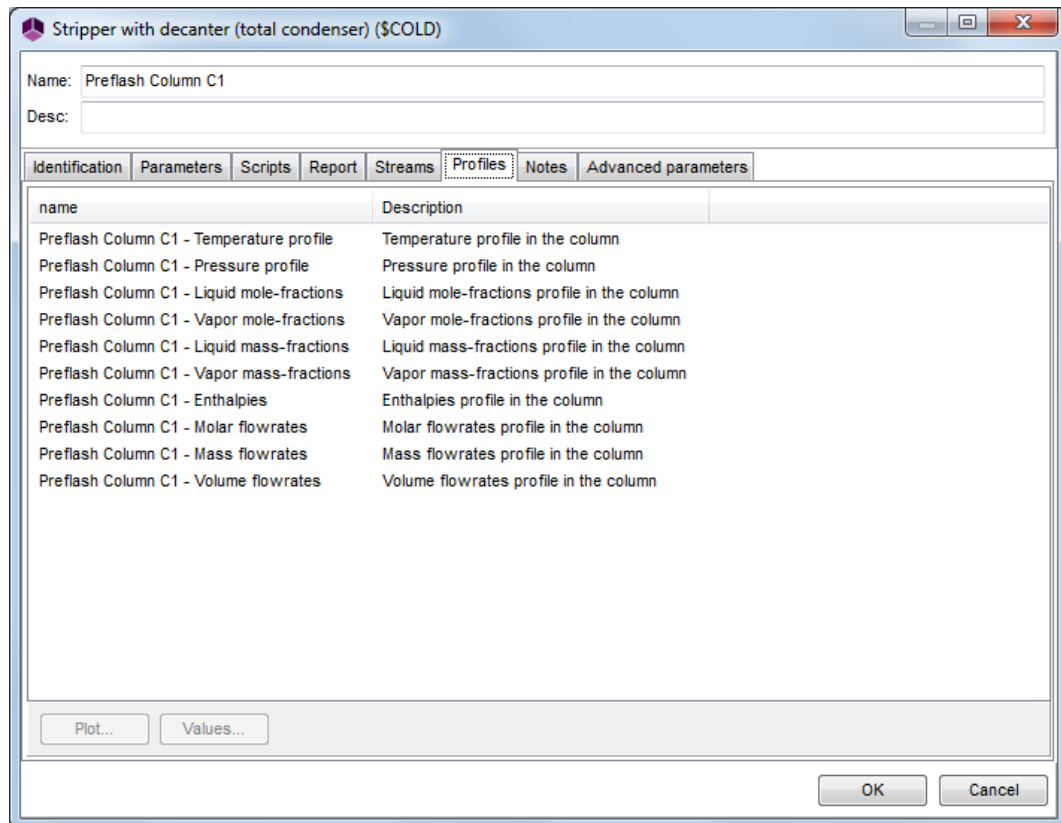 Stripper with decanter (total condenser) ($COLD)
Name: Preflash Column C1
Desc:
Identification Parameters Scripts Report Streams Profiles Notes Advanced parameters
name Description
Preflash Column C1 - Temperature profile Temperature profile in the column
Preflash Column C1 - Pressure profile Pressure profile in the column
Preflash Column C1 - Liquid mole-fractions Liquid mole-fractions profile in the column
Preflash Column C1 - Vapor mole-fractions Vapor mole-fractions profile in the column
Preflash Column C1 - Liquid mass-fractions Liquid mass-fractions profile in the column
Preflash Column C1 - Vapor mass-fractions Vapor mass-fractions profile in the column
Preflash Column C1 - Enthalpies Enthalpies profile in the column
Preflash Column C1 - Molar flowrates Molar flowrates profile in the column
Preflash Column C1 - Mass flowrates Mass flowrates profile in the column
Preflash Column C1 - Volume flowrates Volume flowrates profile in the column
Plot... Values...
OK Cancel